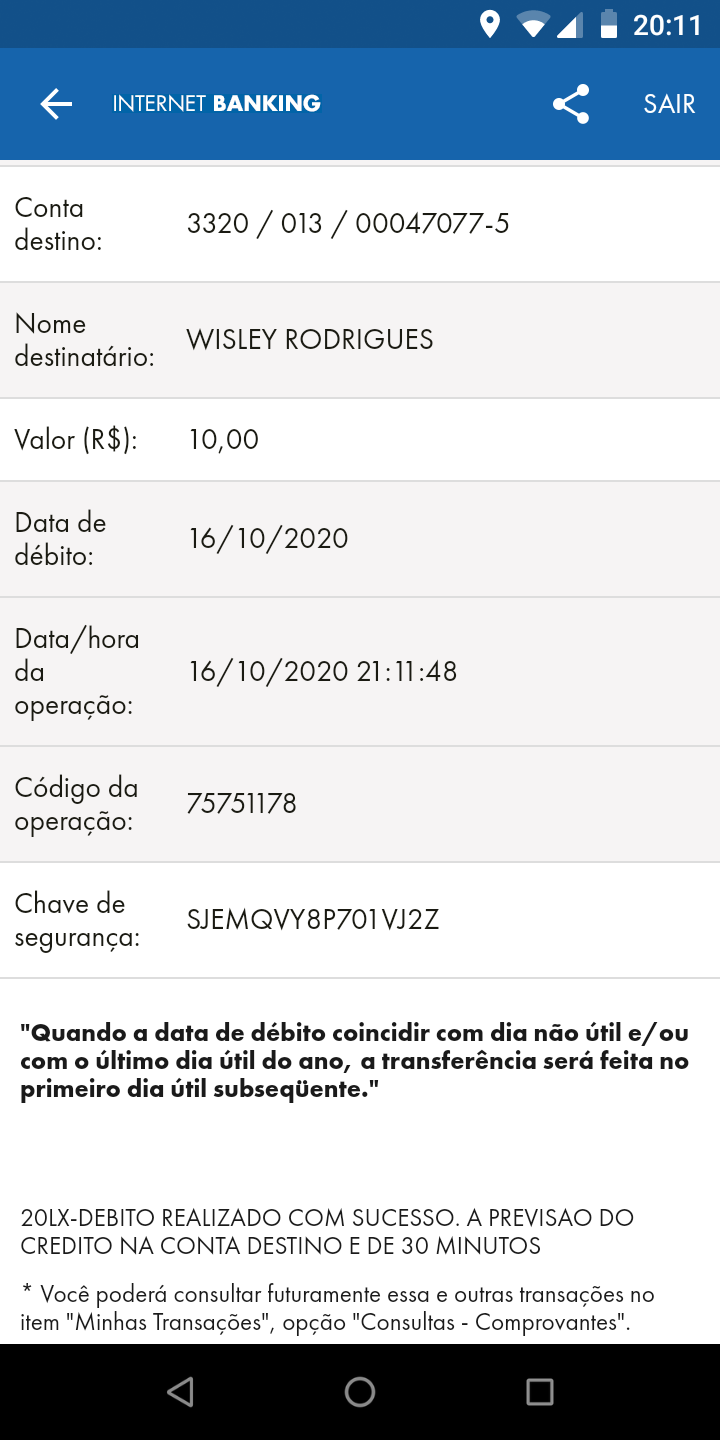 20:11
INTERNET BANKING
SAIR
Conta
destino:
3320 / 013 / 00047077-5
Nome
destinatário:
WISLEY RODRIGUES
Valor (R$):
10,00
Data de
débito:
16/10/2020
Data/hora
da
operação:
16/10/2020 21:11:48
Código da
operação:
75751178
Chave de
segurança:
SJEMQVY8P701VJ2Z
"Quando a data de débito coincidir com dia não útil e/ou
com o último dia útil do ano, a transferência será feita no
primeiro dia útil subseqüente."
20LX-DEBITO REALIZADO COM SUCESSO. A PREVISAO DO
CREDITO NA CONTA DESTINO E DE 30 MINUTOS
* Você poderá consultar futuramente essa e outras transações no
item "Minhas Transações", opção "Consultas - Comprovantes".